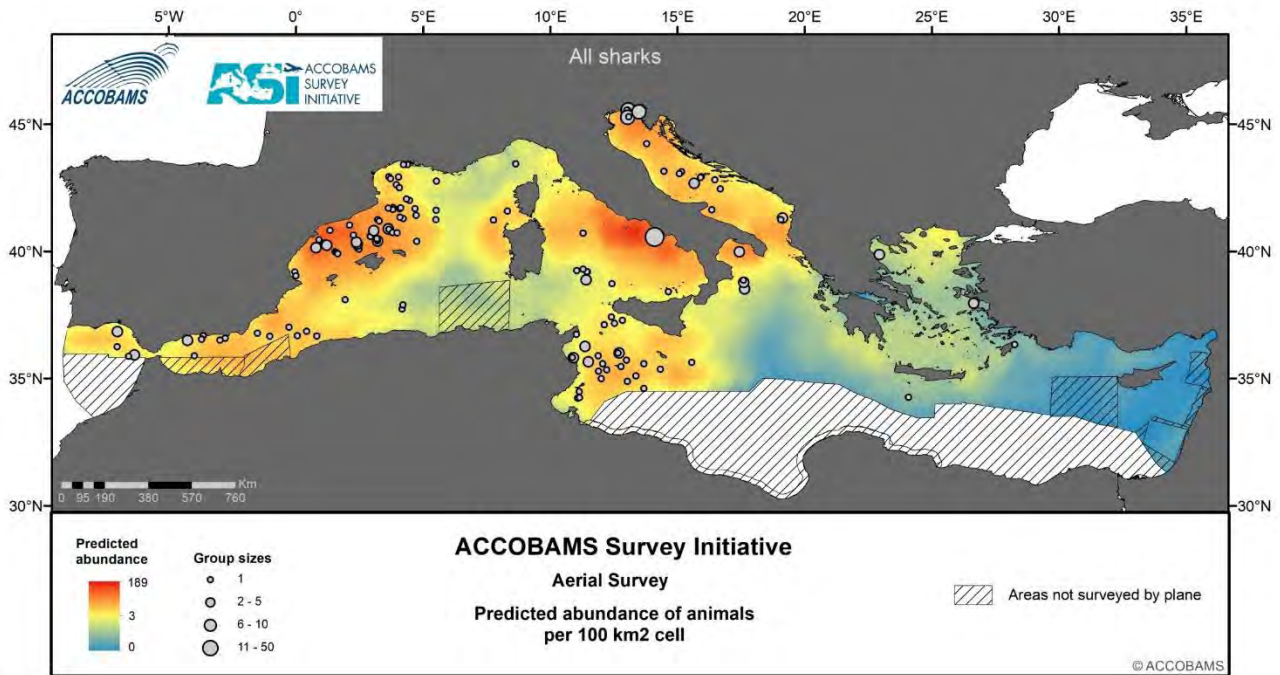 5°W 0° 5°E 10°E 15°E 20°E 25°E 30°E 35°E
All sharks
ACCOBAMS
ASI
ACCOBAMS
SURVEY
INITIATIVE
45°N 45°N
40°N 40°N
35°N 35°N
30°N 30°N
Km
0 95 190 380 570 760
ACCOBAMS Survey Initiative
Aerial Survey
Predicted abundance of animals
per 100 km2 cell
Predicted
abundance
189
3
0
Group sizes
1
2 - 5
6 - 10
11 - 50
Areas not surveyed by plane
© ACCOBAMS